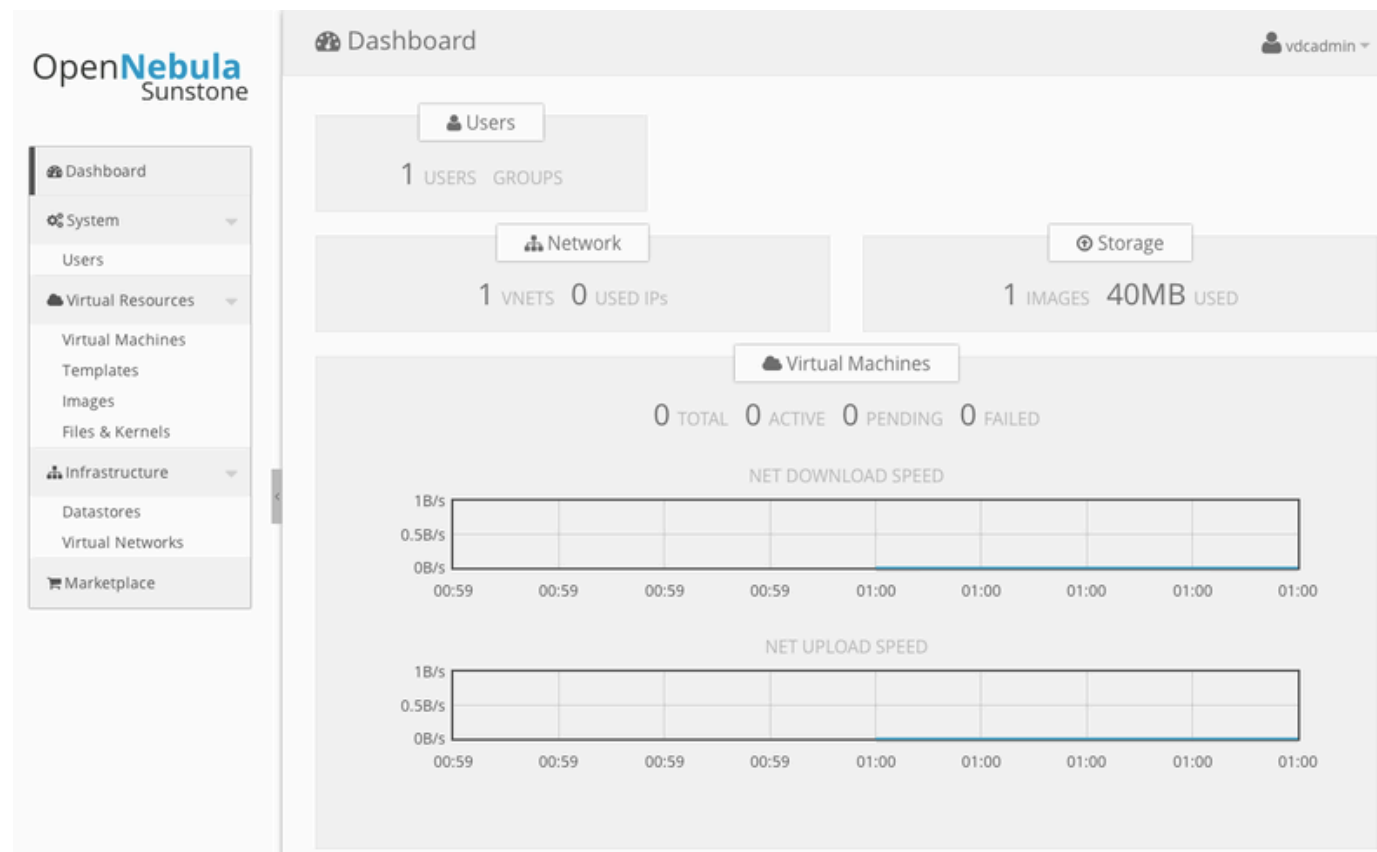 OpenNebula
Sunstone
Dashboard
System
Users
Virtual Resources
Virtual Machines
Templates
Images
Files & Kernels
Infrastructure
Datastores
Virtual Networks
Marketplace
Dashboard
vdcadmin
Users
1 USERS GROUPS
Network
1 VNETS 0 USED IPs
Storage
1 IMAGES 40MB USED
Virtual Machines
0 TOTAL 0 ACTIVE 0 PENDING 0 FAILED
NET DOWNLOAD SPEED
1B/s
0.5B/s
0B/s
00:59 00:59 00:59 00:59 01:00 01:00 01:00 01:00 01:00
NET UPLOAD SPEED
1B/s
0.5B/s
0B/s
00:59 00:59 00:59 00:59 01:00 01:00 01:00 01:00 01:00